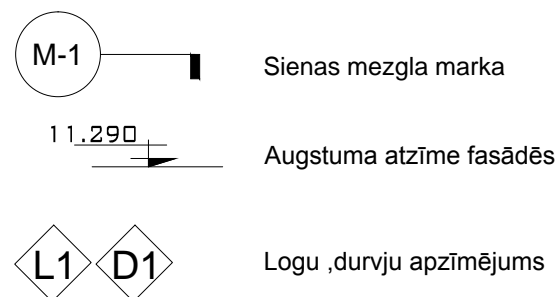 M-1 Sienas mezgla marka
11.290 Augstuma atzīme fasādēs
L1 D1 Logu ,durvju apzīmējums